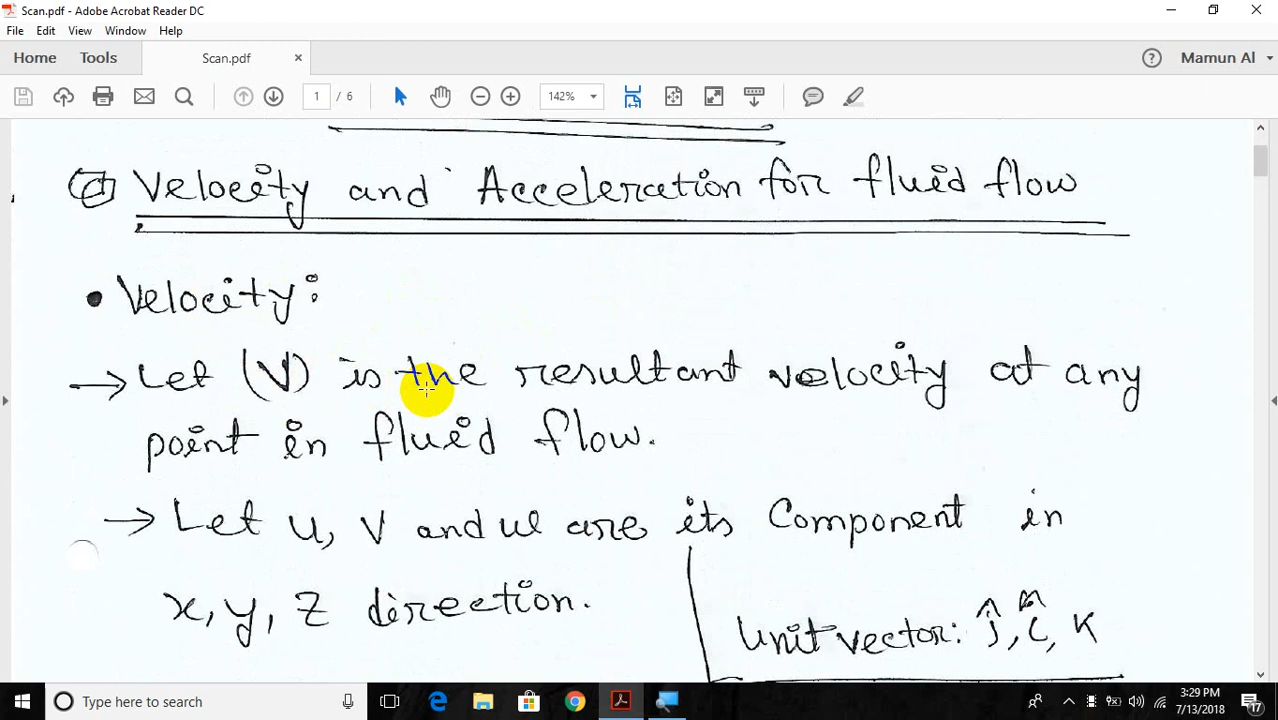 Scan.pdf - Adobe Acrobat Reader DC
File Edit View Window Help
Home Tools Scan.pdf × Mamun Al
1 / 6 142%
Velocity and Acceleration for fluid flow
• Velocity:
→ Let (V) is the resultant velocity at any
point in fluid flow.
→ Let u, v and w are its Component in
x, y, z direction.
Unit vector: ĵ, î, k
Type here to search
3:29 PM
7/13/2018
17